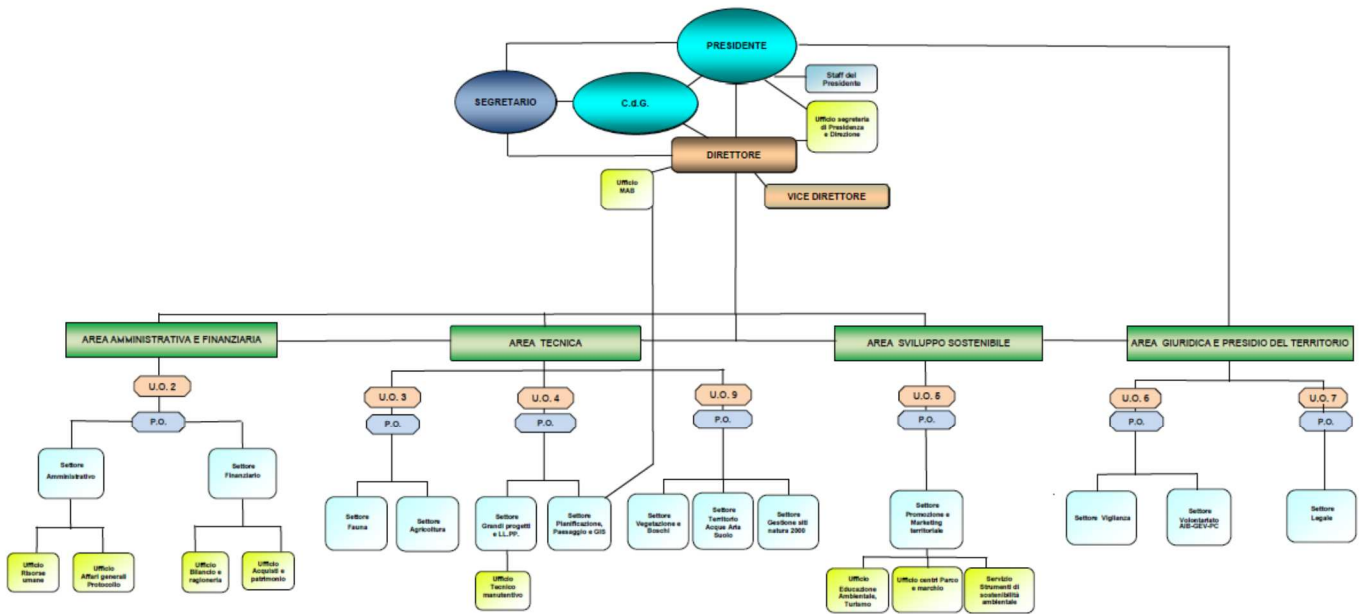 PRESIDENTE
Staff del
Presidente
SEGRETARIO
C.d.G.
Ufficio segreteria
di Presidenza
e Direzione
DIRETTORE
Ufficio
MAB
VICE DIRETTORE
AREA AMMINISTRATIVA E FINANZIARIA
AREA TECNICA
AREA SVILUPPO SOSTENIBILE
AREA GIURIDICA E PRESIDIO DEL TERRITORIO
U.O. 2
U.O. 3
U.O. 4
U.O. 9
U.O. 5
U.O. 6
U.O. 7
P.O.
P.O.
P.O.
P.O.
P.O.
P.O.
P.O.
Settore
Amministrativo
Settore
Finanziario
Settore
Fauna
Settore
Agricoltura
Settore
Grandi progetti
e LL.PP.
Settore
Planificazione,
Passaggio e GIS
Settore
Vegetazione e
Boschi
Settore
Territorio
Acque Aria
Suolo
Settore
Gestione siti
natura 2000
Settore
Promozione e
Marketing
territoriale
Settore Vigilanza
Settore
Volontariato
AIB-GEV-PC
Settore
Legale
Ufficio
Risorse
umane
Ufficio
Affari generali
Protocollo
Ufficio
Bilancio e
ragioneria
Ufficio
Acquisti e
patrimonio
Ufficio
Tecnico
manutentivo
Ufficio
Educazione
Ambientale,
Turismo
Ufficio centri Parco
e marchio
Servizio
Strumenti di
sostenibilità
ambientale